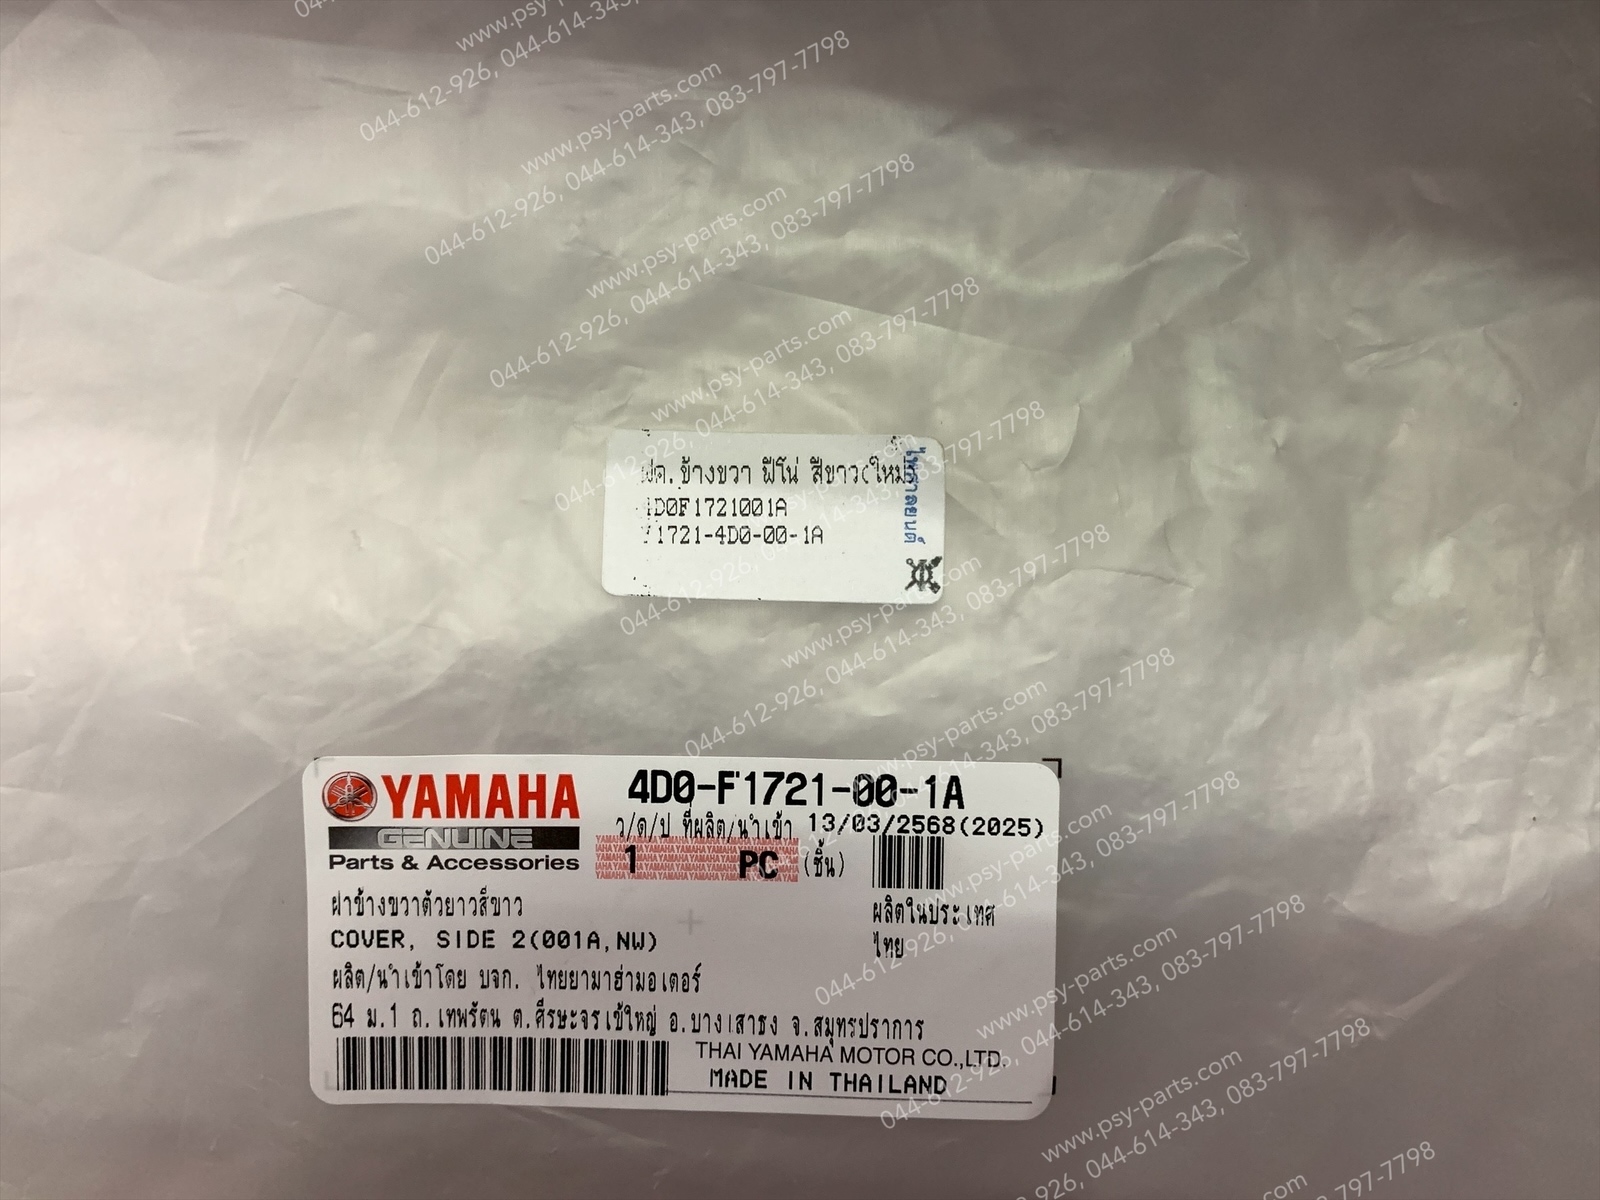 ฝค.ข้างขวา ฟีโน่ สีขาว(ใหม่)
4D0F1721001A
F1721-4D0-00-1A
ไพศาลยนต์
YAMAHA
GENUINE
Parts & Accessories
4D0-F1721-00-1A
ว/ด/ป ที่ผลิต/นำเข้า 13/03/2568(2025)
1 PC (ชิ้น)
ฝาข้างขวาตัวยาวสีขาว
COVER, SIDE 2(001A,NW)
ผลิตในประเทศ
ไทย
ผลิต/นำเข้าโดย บจก. ไทยยามาฮ่ามอเตอร์
64 ม.1 ถ.เทพรัตน ต.ศีรษะจรเข้ใหญ่ อ.บางเสาธง จ.สมุทรปราการ
THAI YAMAHA MOTOR CO.,LTD.
MADE IN THAILAND
www.psy-parts.com
044-612-926, 044-614-343, 083-797-7798